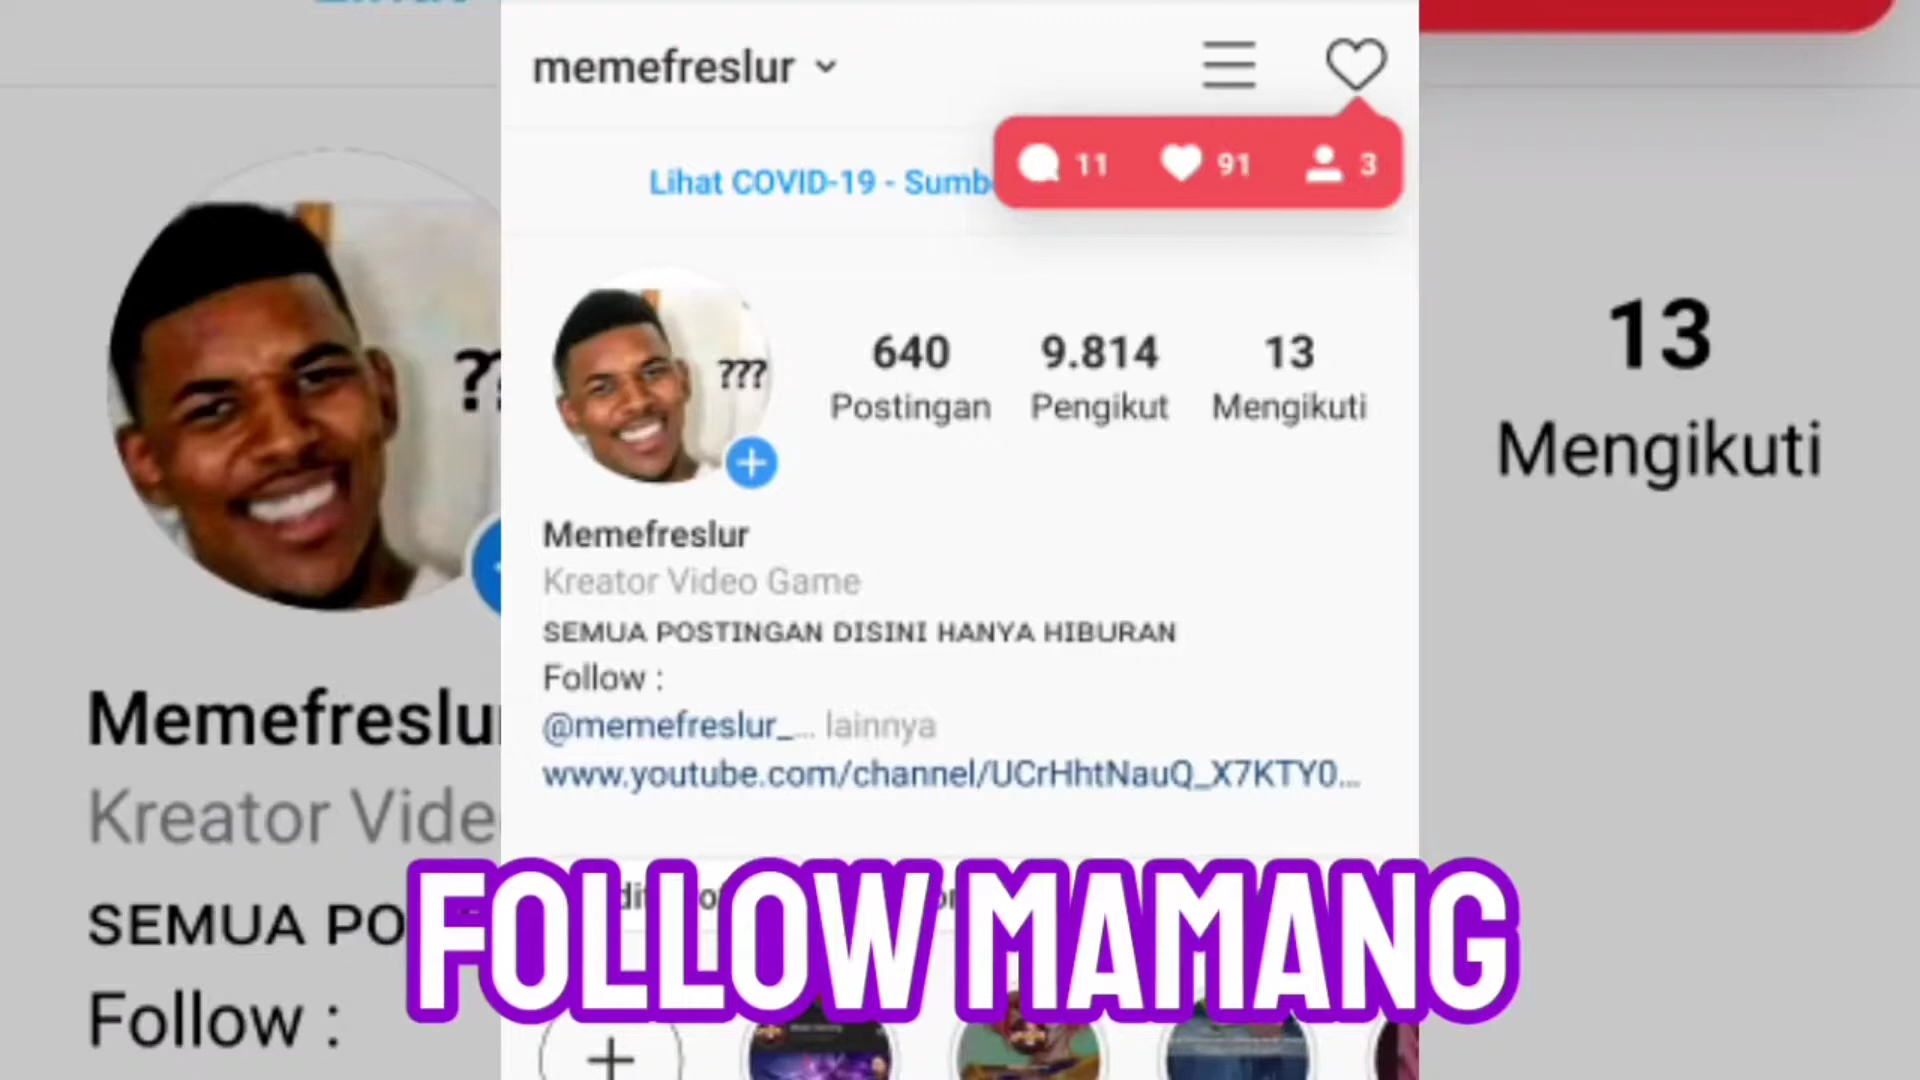 memefreslur
11 91 3
Lihat COVID-19 - Sumb
???
640 9.814 13
Postingan Pengikut Mengikuti
Memefreslur
Kreator Video Game
SEMUA POSTINGAN DISINI HANYA HIBURAN
Follow :
@memefreslur_... lainnya
www.youtube.com/channel/UCrHhtNauQ_X7KTY0...
FOLLOW MAMANG
??
13
Mengikuti
Memefreslu
Kreator Vide
SEMUA PO
Follow :